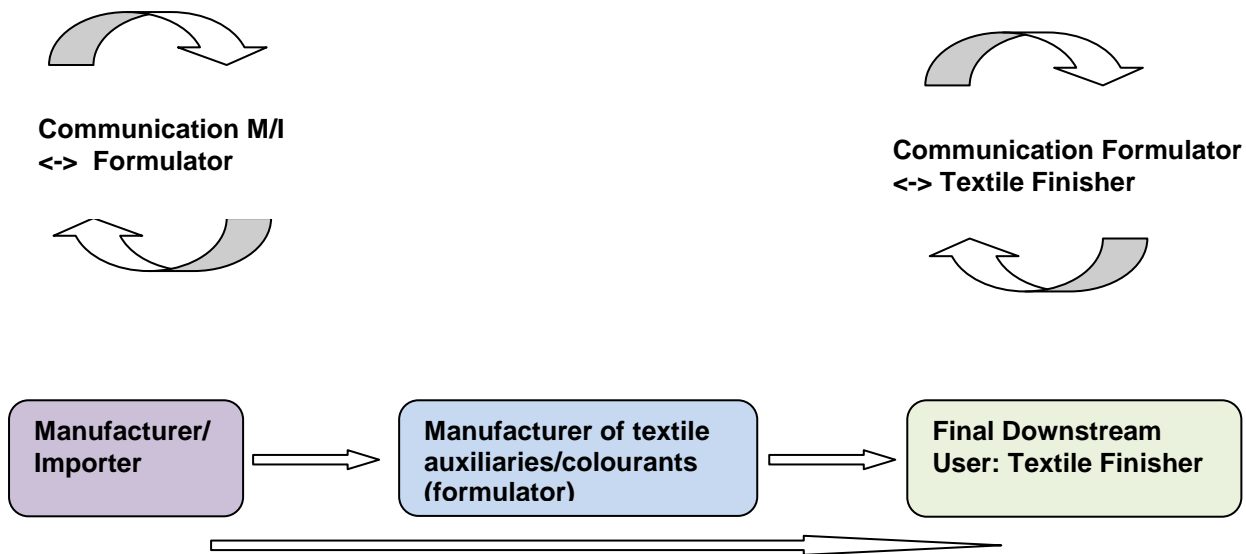 Communication M/I
<-> Formulator
Communication Formulator
<-> Textile Finisher
Manufacturer/
Importer
Manufacturer of textile
auxiliaries/colourants
(formulator)
Final Downstream
User: Textile Finisher